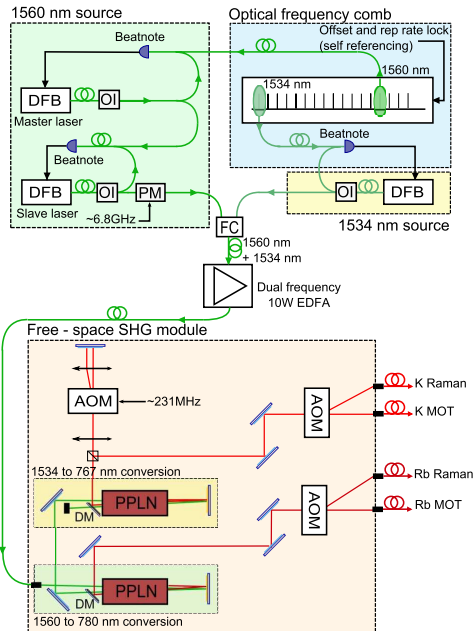 1560 nm source
Optical frequency comb
Beatnote
Offset and rep rate lock
(self referencing)
1534 nm
1560 nm
DFB
OI
Master laser
Beatnote
Beatnote
DFB
OI
PM
Slave laser
~6.8GHz
OI
DFB
1534 nm source
FC
1560 nm
+ 1534 nm
Dual frequency
10W EDFA
Free - space SHG module
AOM
~231MHz
AOM
K Raman
K MOT
1534 to 767 nm conversion
PPLN
DM
AOM
Rb Raman
Rb MOT
PPLN
DM
1560 to 780 nm conversion